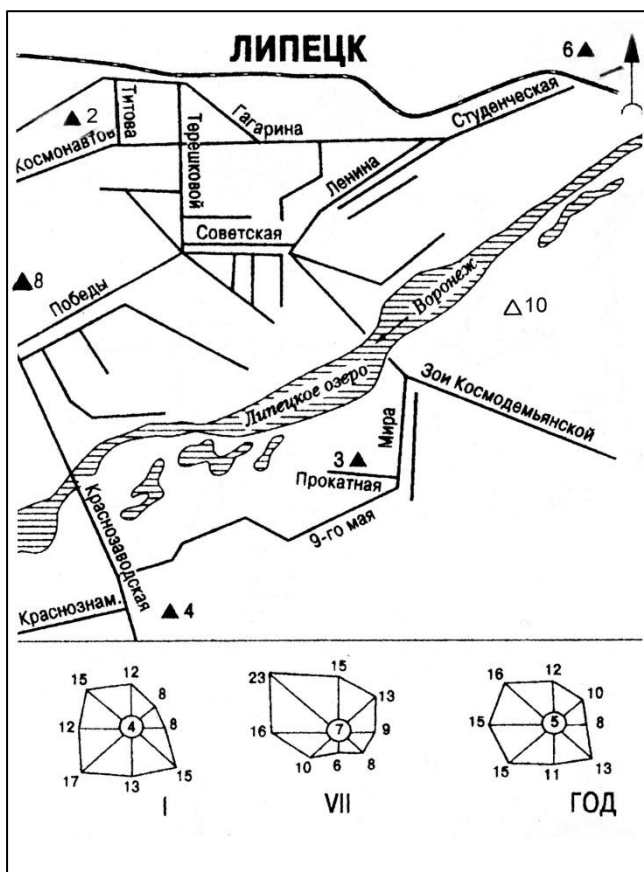 ЛИПЕЦК
6
2
Титова
Терешковой
Гагарина
Студенческая
Космонавтов
Ленина
Советская
8
Победы
Воронеж
10
Липецкое озеро
Зои Космодемьянской
Мира
3
Прокатная
9-го мая
Краснозаводская
Краснознам.
4
12
15
8
12
4
8
17
13
15
I
15
23
13
16
7
9
10
6
8
VII
12
16
10
15
5
8
15
11
13
ГОД